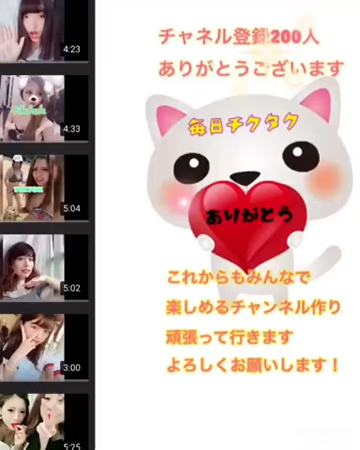 チャネル登録200人
ありがとうございます
毎日チクタク
ありがとう
これからもみんなで
楽しめるチャンネル作り
頑張って行きます
よろしくお願いします！
4:23
4:33
5:04
5:02
3:00
5:25